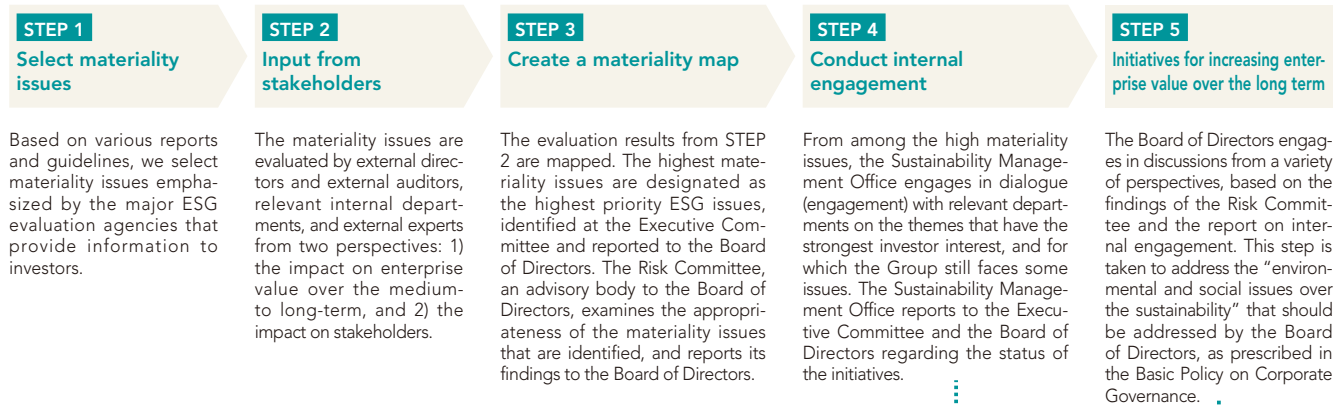 STEP 1
Select materiality
issues
Based on various reports
and guidelines, we select
materiality issues empha-
sized by the major ESG
evaluation agencies that
provide information to
investors.
STEP 2
Input from
stakeholders
The materiality issues are
evaluated by external direc-
tors and external auditors,
relevant internal depart-
ments, and external experts
from two perspectives: 1)
the impact on enterprise
value over the medium-
to long-term, and 2) the
impact on stakeholders.
STEP 3
Create a materiality map
The evaluation results from STEP
2 are mapped. The highest mate-
riality issues are designated as
the highest priority ESG issues,
identified at the Executive Com-
mittee and reported to the Board
of Directors. The Risk Committee,
an advisory body to the Board of
Directors, examines the appropri-
ateness of the materiality issues
that are identified, and reports its
findings to the Board of Directors.
STEP 4
Conduct internal
engagement
From among the high materiality
issues, the Sustainability Manage-
ment Office engages in dialogue
(engagement) with relevant depart-
ments on the themes that have the
strongest investor interest, and for
which the Group still faces some
issues. The Sustainability Manage-
ment Office reports to the Execu-
tive Committee and the Board of
Directors regarding the status of
the initiatives.
STEP 5
Initiatives for increasing enter-
prise value over the long term
The Board of Directors engag-
es in discussions from a variety
of perspectives, based on the
findings of the Risk Commit-
tee and the report on inter-
nal engagement. This step is
taken to address the “environ-
mental and social issues over
the sustainability” that should
be addressed by the Board
of Directors, as prescribed in
the Basic Policy on Corporate
Governance.